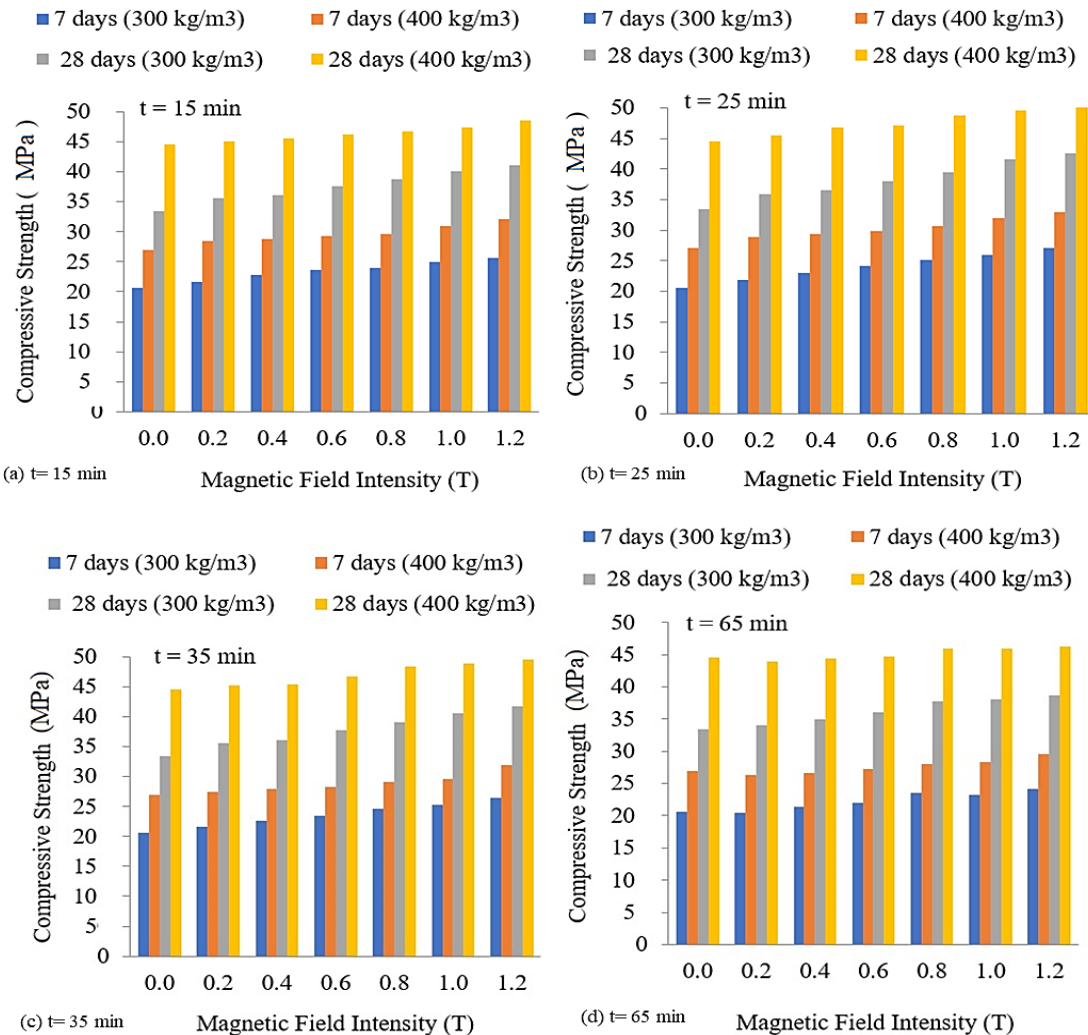 7 days (300 kg/m3) 7 days (400 kg/m3)
28 days (300 kg/m3) 28 days (400 kg/m3)
t = 15 min
Compressive Strength ( MPa )
50
45
40
35
30
25
20
15
10
5
0
0.0 0.2 0.4 0.6 0.8 1.0 1.2
(a) t= 15 min
Magnetic Field Intensity (T)
7 days (300 kg/m3) 7 days (400 kg/m3)
28 days (300 kg/m3) 28 days (400 kg/m3)
t = 25 min
Compressive Strength ( MPa )
50
45
40
35
30
25
20
15
10
5
0
0.0 0.2 0.4 0.6 0.8 1.0 1.2
Magnetic Field Intensity (T)
(b) t= 25 min
7 days (300 kg/m3) 7 days (400 kg/m3)
28 days (300 kg/m3) 28 days (400 kg/m3)
t = 35 min
Compressive Strength (MPa)
50
45
40
35
30
25
20
15
10
5
0
0.0 0.2 0.4 0.6 0.8 1.0 1.2
(c) t= 35 min
Magnetic Field Intensity (T)
7 days (300 kg/m3) 7 days (400 kg/m3)
28 days (300 kg/m3) 28 days (400 kg/m3)
t = 65 min
Compressive Strength (MPa)
50
45
40
35
30
25
20
15
10
5
0
0.0 0.2 0.4 0.6 0.8 1.0 1.2
(d) t= 65 min
Magnetic Field Intensity (T)